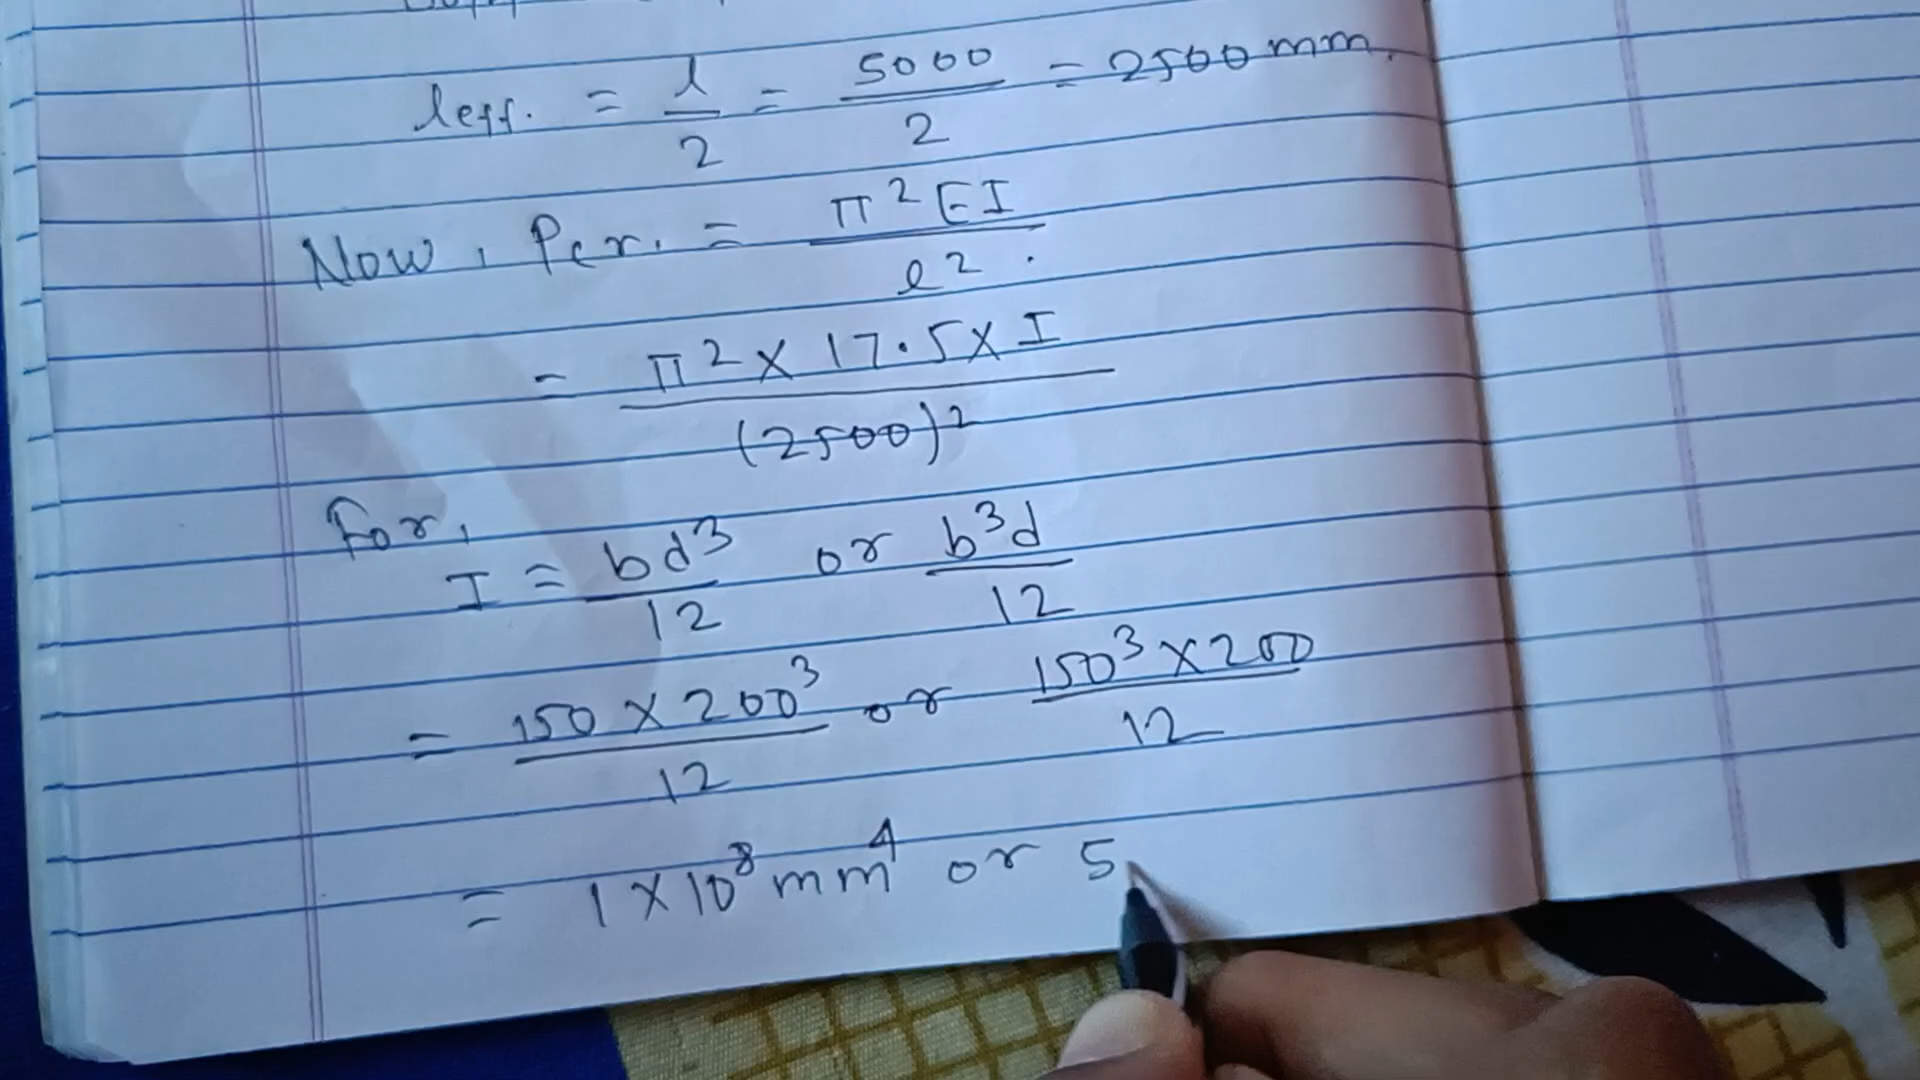 leff. = l/2 = 5000/2 = 2500 mm.
Now, Pcr. = π²EI/l².
= π² × 17.5 × I/(2500)²
For,
I = bd³/12 or b³d/12
= 150 × 200³/12 or 150³ × 200/12
= 1 × 10⁸ mm⁴ or 5